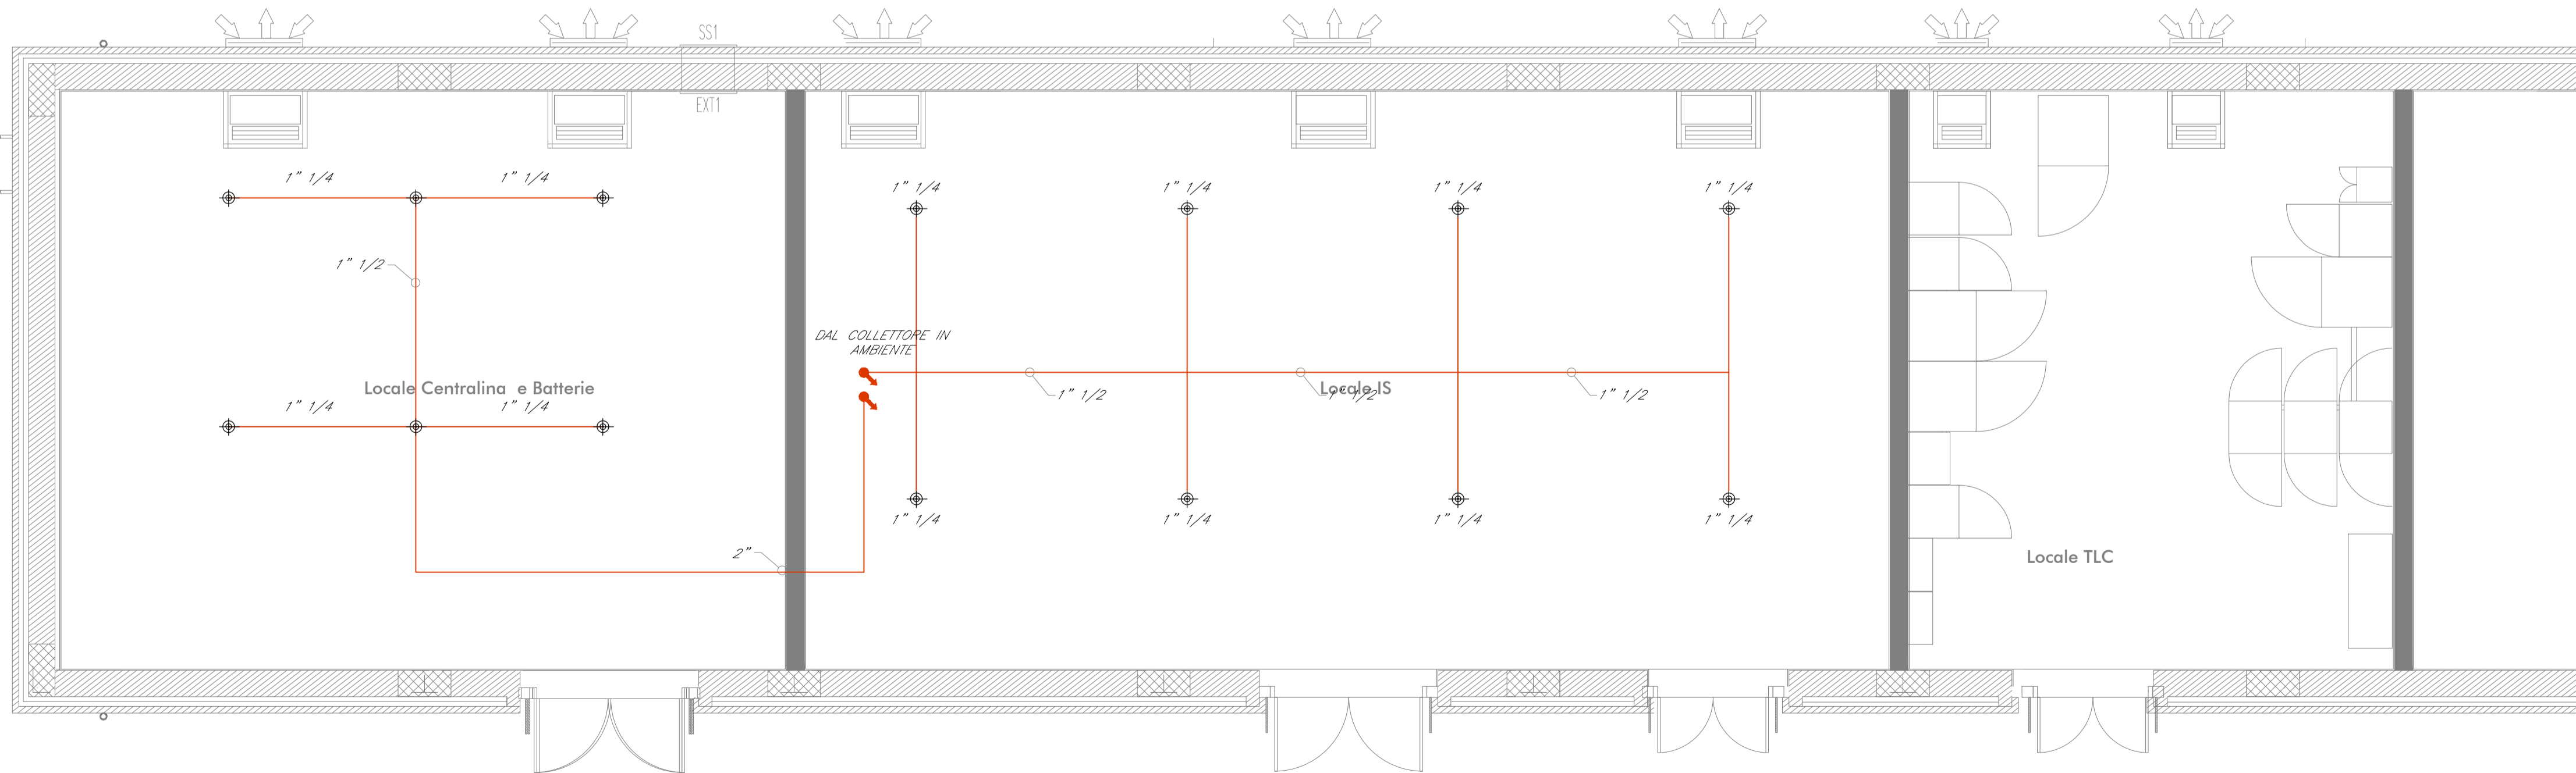 SS1
EXT1
1" 1/4
1" 1/4
1" 1/4
1" 1/4
1" 1/4
1" 1/4
1" 1/2
DAL COLLETTORE IN
AMBIENTE
Locale Centralina e Batterie
Locale IS
1" 1/2
1" 1/2
1" 1/2
1" 1/4
1" 1/4
1" 1/4
1" 1/4
1" 1/4
1" 1/4
2"
Locale TLC